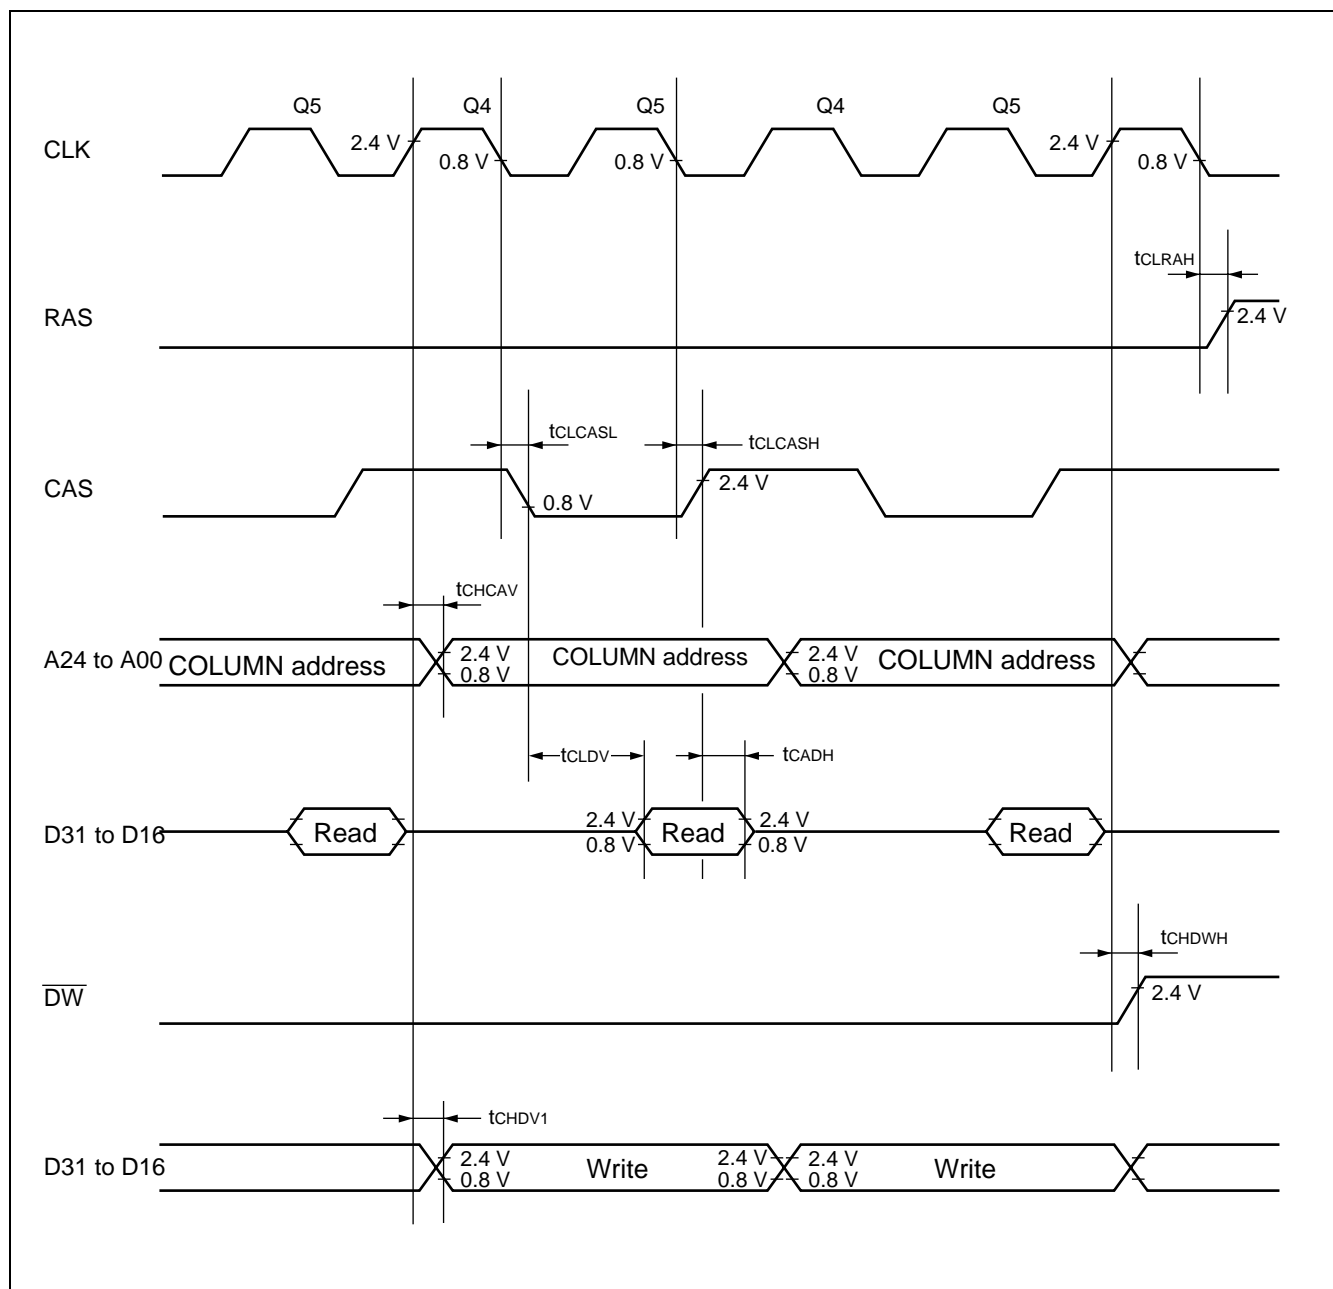 Q5 Q4 Q5 Q4 Q5
CLK 2.4 V 0.8 V 0.8 V 2.4 V 0.8 V
tCLRAH
RAS 2.4 V
tCLCASL tCLCASH
CAS 0.8 V 2.4 V
tCHCAV
A24 to A00 COLUMN address 2.4 V COLUMN address 2.4 V COLUMN address
0.8 V 0.8 V
tCLDV tCADH
D31 to D16 Read 2.4 V Read 2.4 V Read
0.8 V 0.8 V
tCHDWH
DW 2.4 V
tCHDV1
D31 to D16 2.4 V Write 2.4 V 2.4 V Write
0.8 V 0.8 V 0.8 V